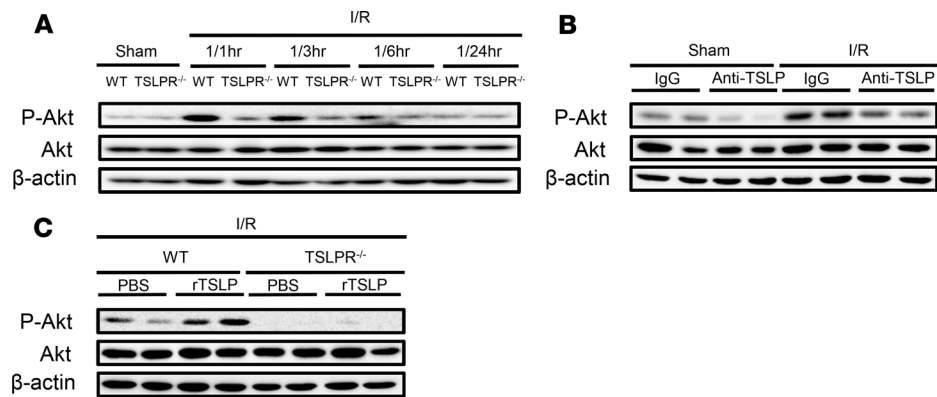 A
I/R
Sham 1/1hr 1/3hr 1/6hr 1/24hr
WT TSLPR-/- WT TSLPR-/- WT TSLPR-/- WT TSLPR-/- WT TSLPR-/-
P-Akt
Akt
β-actin
B
Sham I/R
IgG Anti-TSLP IgG Anti-TSLP
P-Akt
Akt
β-actin
C
I/R
WT TSLPR-/-
PBS rTSLP PBS rTSLP
P-Akt
Akt
β-actin